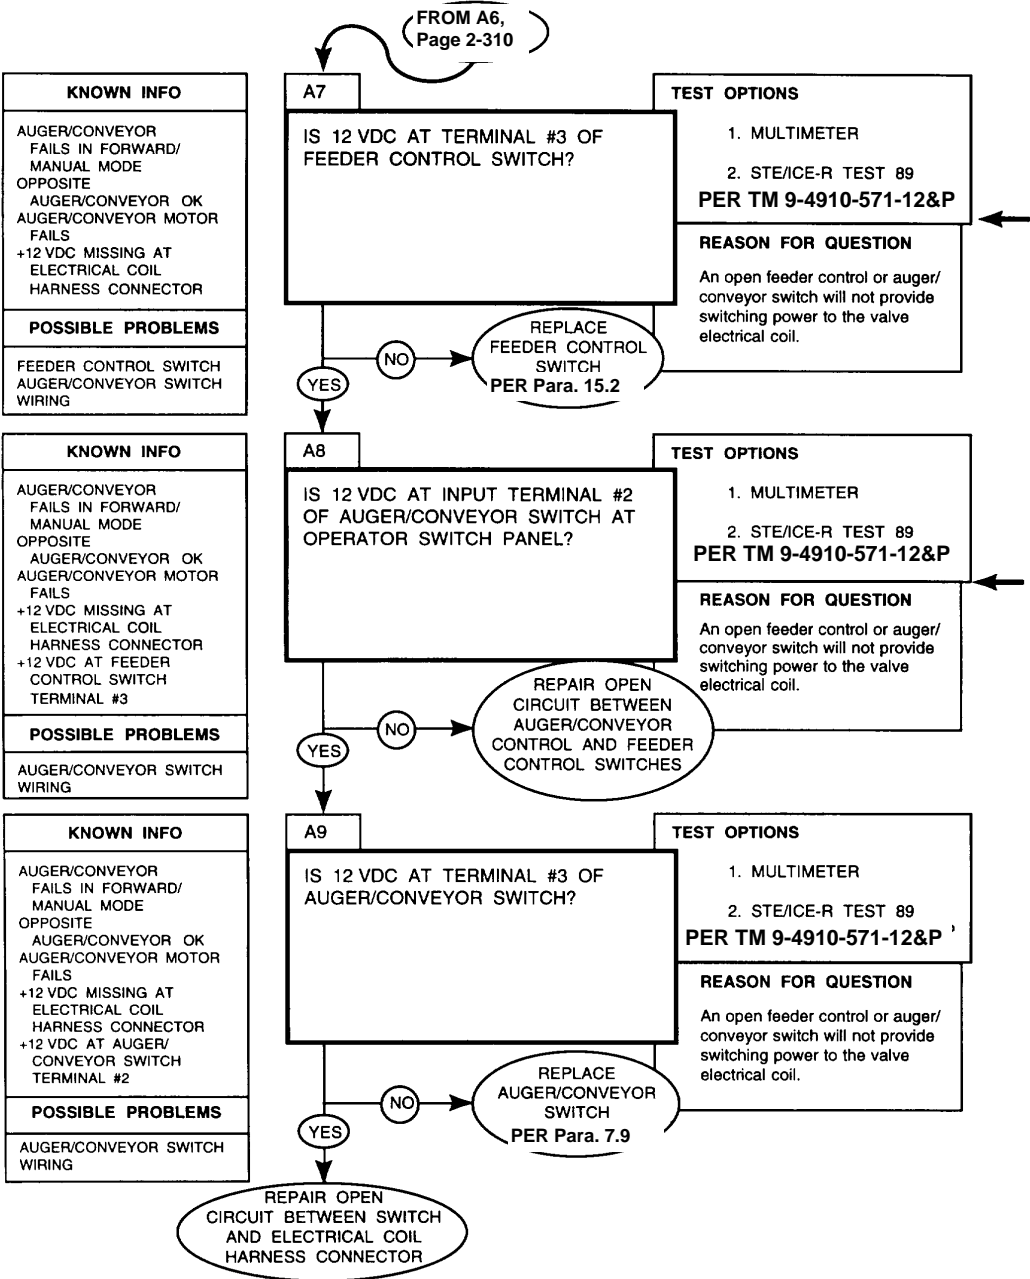 FROM A6,
Page 2-310
KNOWN INFO
AUGER/CONVEYOR
FAILS IN FORWARD/
MANUAL MODE
OPPOSITE
AUGER/CONVEYOR OK
AUGER/CONVEYOR MOTOR
FAILS
+12 VDC MISSING AT
ELECTRICAL COIL
HARNESS CONNECTOR
POSSIBLE PROBLEMS
FEEDER CONTROL SWITCH
AUGER/CONVEYOR SWITCH
WIRING
A7
IS 12 VDC AT TERMINAL #3 OF
FEEDER CONTROL SWITCH?
TEST OPTIONS
1. MULTIMETER
2. STE/ICE-R TEST 89
PER TM 9-4910-571-12&P
REASON FOR QUESTION
An open feeder control or auger/
conveyor switch will not provide
switching power to the valve
electrical coil.
NO
REPLACE
FEEDER CONTROL
SWITCH
PER Para. 15.2
YES
KNOWN INFO
AUGER/CONVEYOR
FAILS IN FORWARD/
MANUAL MODE
OPPOSITE
AUGER/CONVEYOR OK
AUGER/CONVEYOR MOTOR
FAILS
+12 VDC MISSING AT
ELECTRICAL COIL
HARNESS CONNECTOR
+12 VDC AT FEEDER
CONTROL SWITCH
TERMINAL #3
POSSIBLE PROBLEMS
AUGER/CONVEYOR SWITCH
WIRING
A8
IS 12 VDC AT INPUT TERMINAL #2
OF AUGER/CONVEYOR SWITCH AT
OPERATOR SWITCH PANEL?
TEST OPTIONS
1. MULTIMETER
2. STE/ICE-R TEST 89
PER TM 9-4910-571-12&P
REASON FOR QUESTION
An open feeder control or auger/
conveyor switch will not provide
switching power to the valve
electrical coil.
NO
REPAIR OPEN
CIRCUIT BETWEEN
AUGER/CONVEYOR
CONTROL AND FEEDER
CONTROL SWITCHES
YES
KNOWN INFO
AUGER/CONVEYOR
FAILS IN FORWARD/
MANUAL MODE
OPPOSITE
AUGER/CONVEYOR OK
AUGER/CONVEYOR MOTOR
FAILS
+12 VDC MISSING AT
ELECTRICAL COIL
HARNESS CONNECTOR
+12 VDC AT AUGER/
CONVEYOR SWITCH
TERMINAL #2
POSSIBLE PROBLEMS
AUGER/CONVEYOR SWITCH
WIRING
A9
IS 12 VDC AT TERMINAL #3 OF
AUGER/CONVEYOR SWITCH?
TEST OPTIONS
1. MULTIMETER
2. STE/ICE-R TEST 89
PER TM 9-4910-571-12&P
REASON FOR QUESTION
An open feeder control or auger/
conveyor switch will not provide
switching power to the valve
electrical coil.
NO
REPLACE
AUGER/CONVEYOR
SWITCH
PER Para. 7.9
YES
REPAIR OPEN
CIRCUIT BETWEEN SWITCH
AND ELECTRICAL COIL
HARNESS CONNECTOR